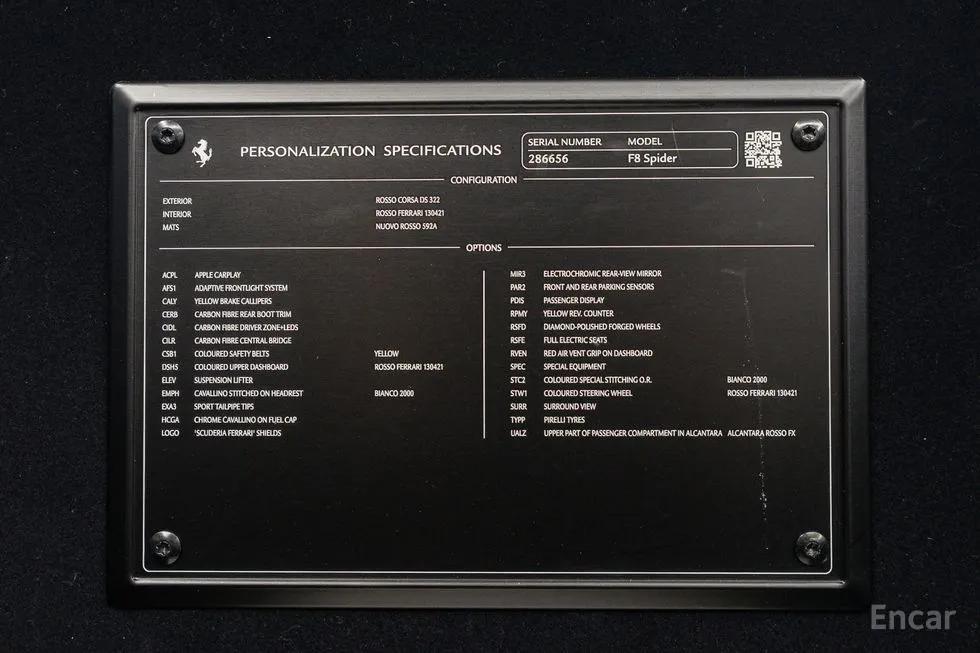 PERSONALIZATION SPECIFICATIONS
SERIAL NUMBER MODEL
286656 F8 Spider
CONFIGURATION
EXTERIOR ROSSO CORSA DS 322
INTERIOR ROSSO FERRARI 130421
MATS NUOVO ROSSO 592A
OPTIONS
ACPL APPLE CARPLAY
AFS1 ADAPTIVE FRONTLIGHT SYSTEM
CALY YELLOW BRAKE CALLIPERS
CERB CARBON FIBRE REAR BOOT TRIM
CIDL CARBON FIBRE DRIVER ZONE+LEDS
CILR CARBON FIBRE CENTRAL BRIDGE
CSB1 COLOURED SAFETY BELTS YELLOW
DSH5 COLOURED UPPER DASHBOARD ROSSO FERRARI 130421
ELEV SUSPENSION LIFTER
EMPH CAVALLINO STITCHED ON HEADREST BIANCO 2000
EXA3 SPORT TAILPIPE TIPS
HCGA CHROME CAVALLINO ON FUEL CAP
LOGO 'SCUDERIA FERRARI' SHIELDS
MIR3 ELECTROCHROMIC REAR-VIEW MIRROR
PAR2 FRONT AND REAR PARKING SENSORS
PDIS PASSENGER DISPLAY
RPMY YELLOW REV. COUNTER
RSFD DIAMOND-POLISHED FORGED WHEELS
RSFE FULL ELECTRIC SEATS
RVEN RED AIR VENT GRIP ON DASHBOARD
SPEC SPECIAL EQUIPMENT
STC2 COLOURED SPECIAL STITCHING O.R. BIANCO 2000
STW1 COLOURED STEERING WHEEL ROSSO FERRARI 130421
SURR SURROUND VIEW
TYPP PIRELLI TYRES
UALZ UPPER PART OF PASSENGER COMPARTMENT IN ALCANTARA ALCANTARA ROSSO FX
Encar